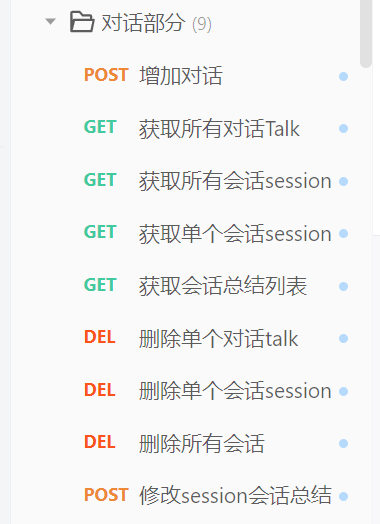 对话部分 (9)
POST 增加对话
GET 获取所有对话Talk
GET 获取所有会话session
GET 获取单个会话session
GET 获取会话总结列表
DEL 删除单个对话talk
DEL 删除单个会话session
DEL 删除所有会话
POST 修改session会话总结